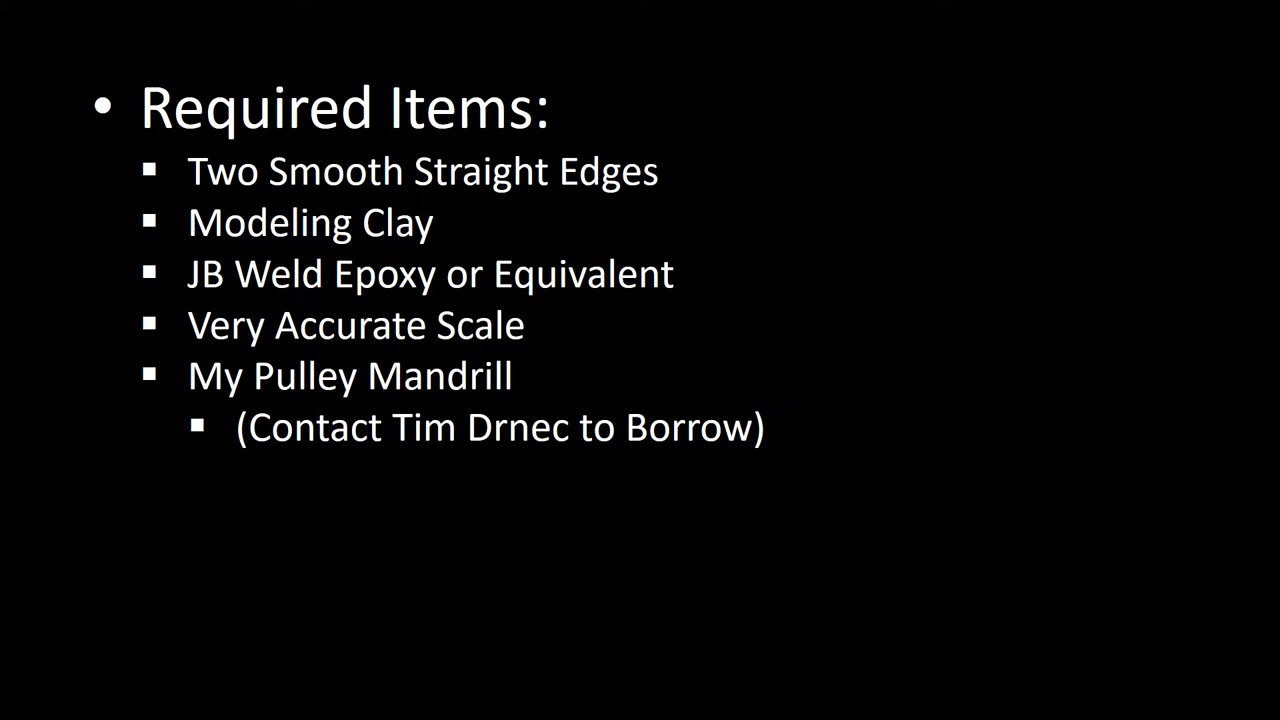 • Required Items:
▪ Two Smooth Straight Edges
▪ Modeling Clay
▪ JB Weld Epoxy or Equivalent
▪ Very Accurate Scale
▪ My Pulley Mandrill
▪ (Contact Tim Drnec to Borrow)